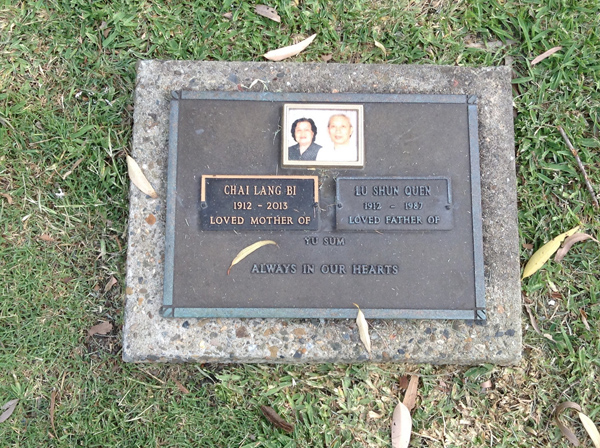 CHAI LANG BI
1912 - 2013
LOVED MOTHER OF
LU SHUN QUEN
1912 - 1987
LOVED FATHER OF
YU SUM
ALWAYS IN OUR HEARTS